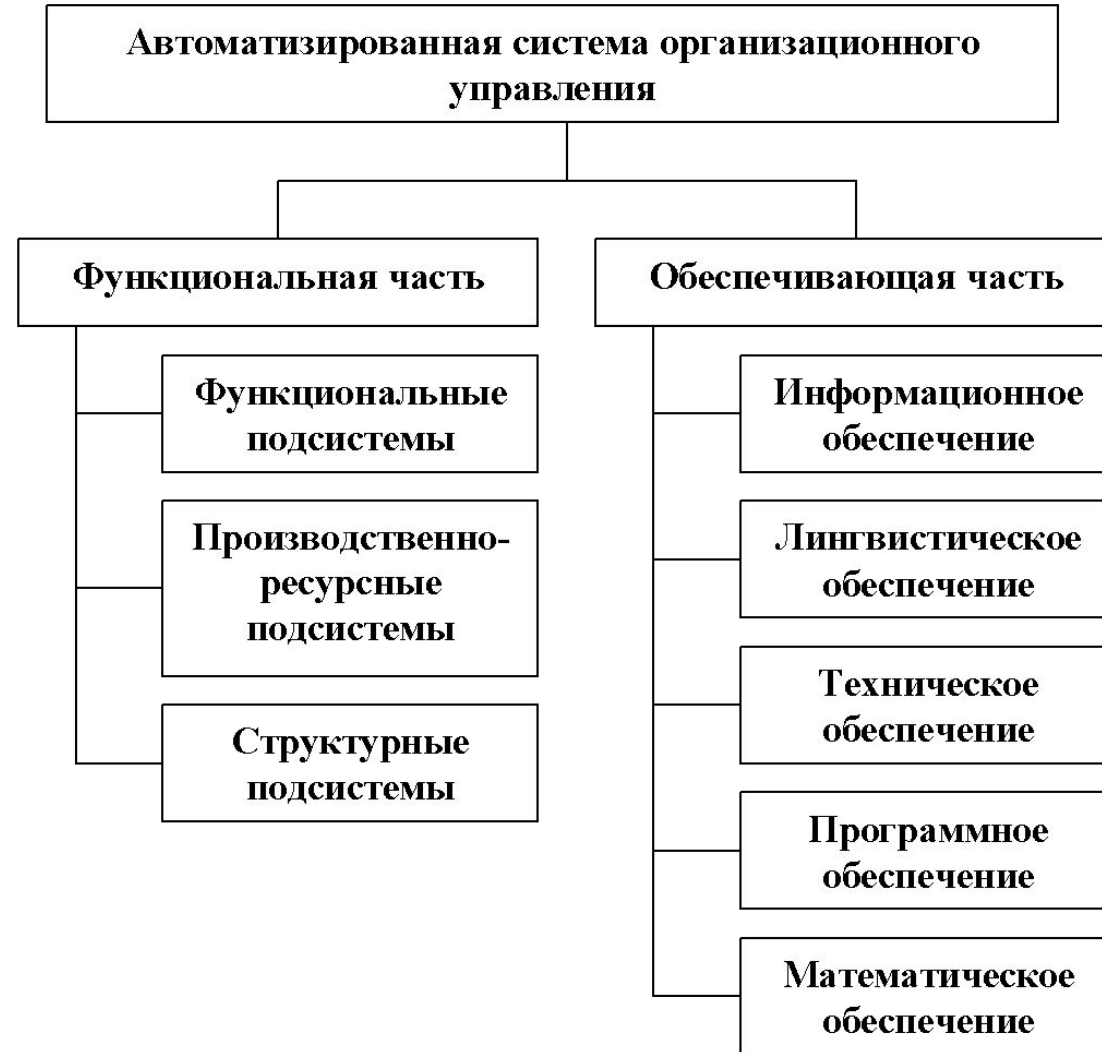 Автоматизированная система организационного
управления
Функциональная часть
Функциональные
подсистемы
Производственно-
ресурсные
подсистемы
Структурные
подсистемы
Обеспечивающая часть
Информационное
обеспечение
Лингвистическое
обеспечение
Техническое
обеспечение
Программное
обеспечение
Математическое
обеспечение